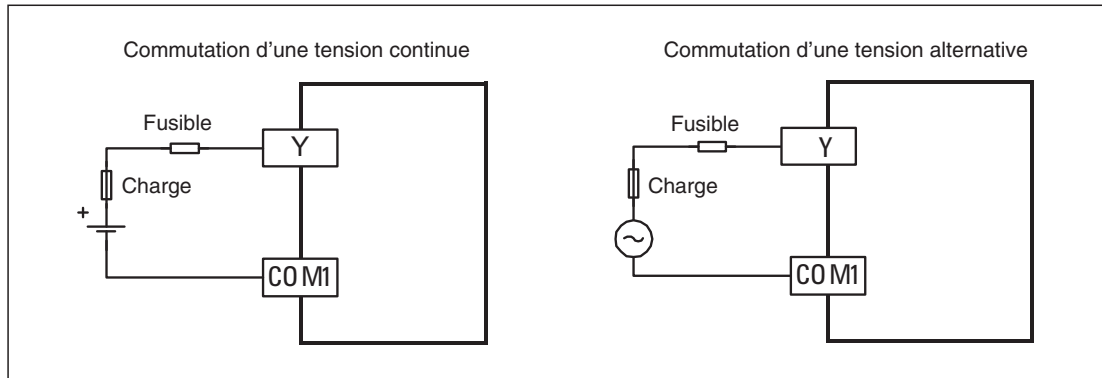 Commutation d'une tension continue
Fusible
Y
Charge
+
COM1
Commutation d'une tension alternative
Fusible
Y
Charge
~
COM1